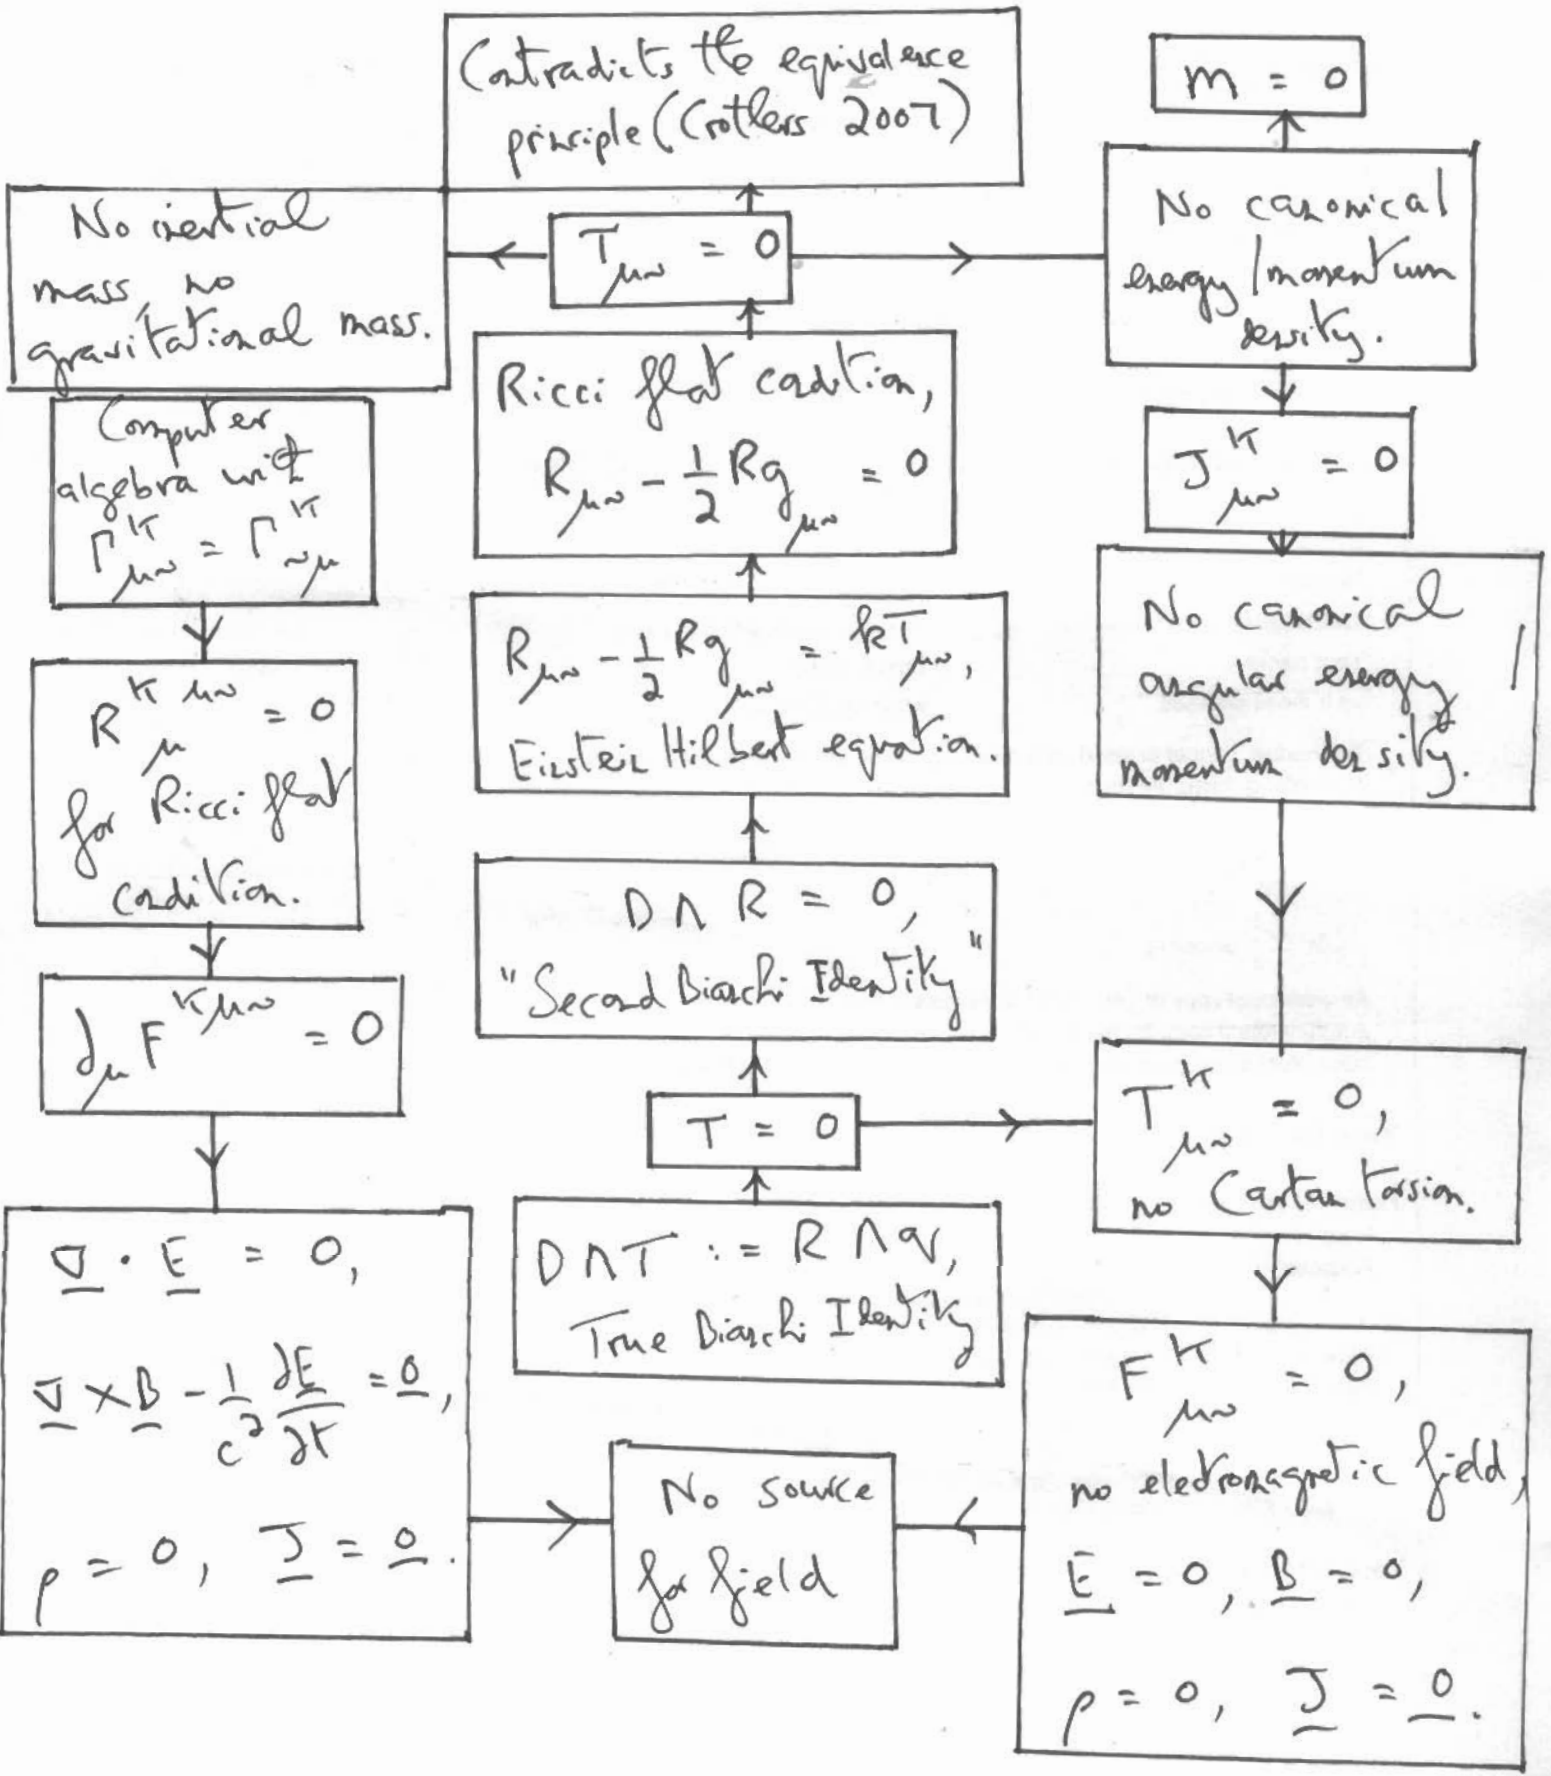 Contradicts the equivalence
principle (Crothers 2007)
m = 0
No inertial
mass, no
gravitational mass.
T_μν = 0
No canonical
energy / momentum
density.
Computer
algebra with
Γ^κ_μν = Γ^κ_νμ
Ricci flat condition,
R_μν - 1/2 Rg_μν = 0
J^κ_μν = 0
R^κ_μ^μν = 0
for Ricci flat
condition.
R_μν - 1/2 Rg_μν = kT_μν,
Einstein Hilbert equation.
No canonical
angular energy /
momentum density.
∂_μ F^κμν = 0
D ∧ R = 0,
"Second Bianchi Identity"
T = 0
T^κ_μν = 0,
no Cartan torsion.
∇ · E = 0,
∇ × B - 1/c² ∂E/∂t = 0,
ρ = 0, J = 0.
D ∧ T := R ∧ q,
True Bianchi Identity
No source
for field
F^κ_μν = 0,
no electromagnetic field,
E = 0, B = 0,
ρ = 0, J = 0.